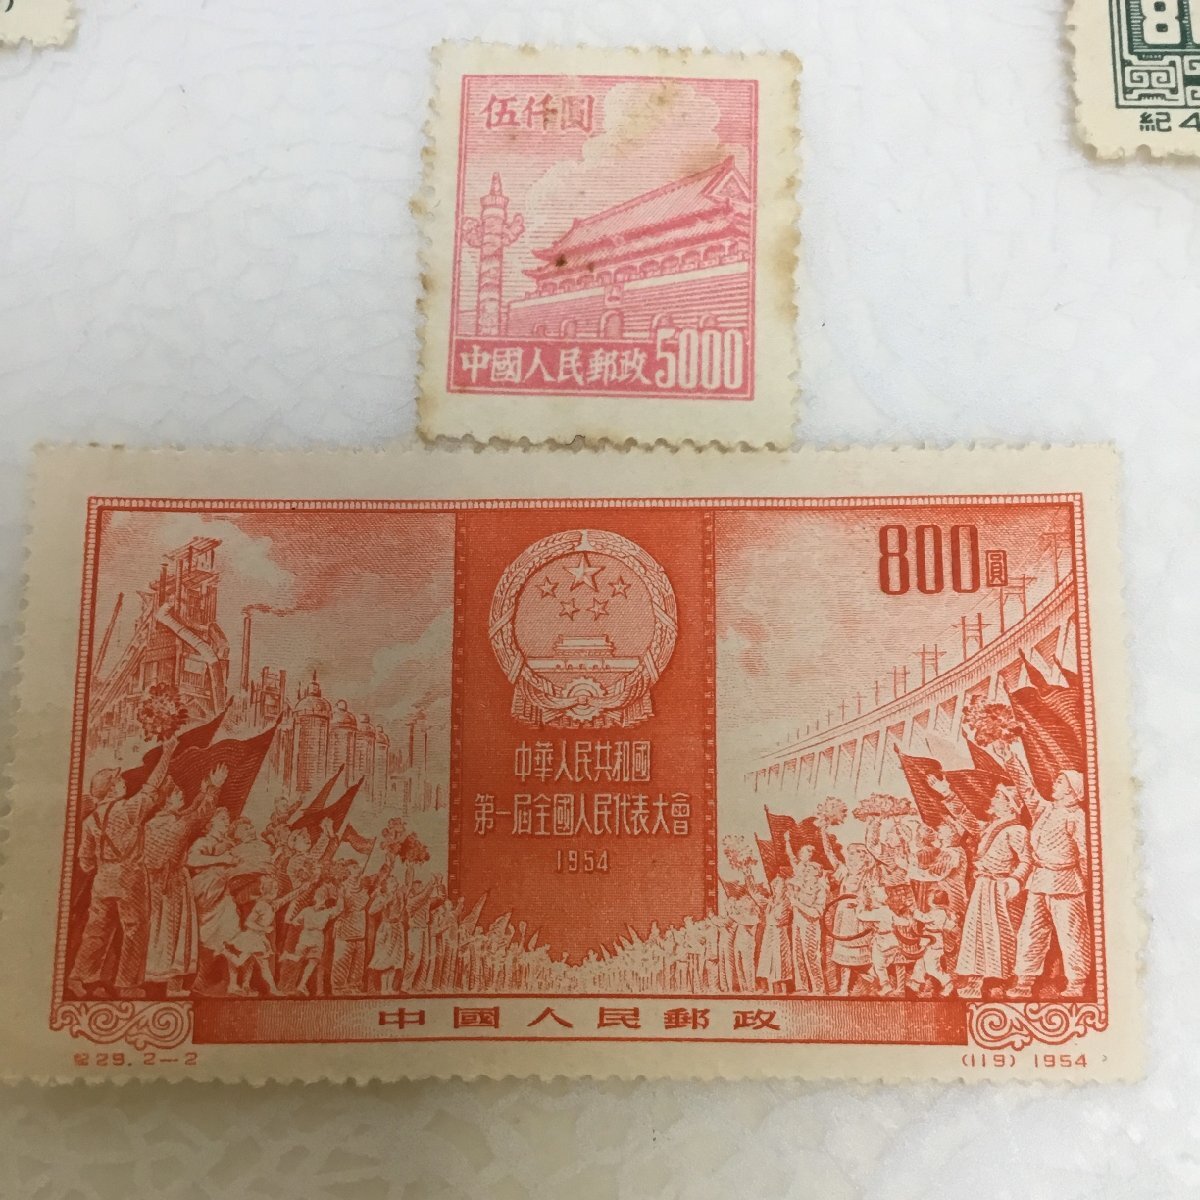 紀4
伍仟圓
中國人民郵政 5000
800圓
中華人民共和國
第一屆全國人民代表大會
1954
中國人民郵政
紀29. 2—2
(119) 1954